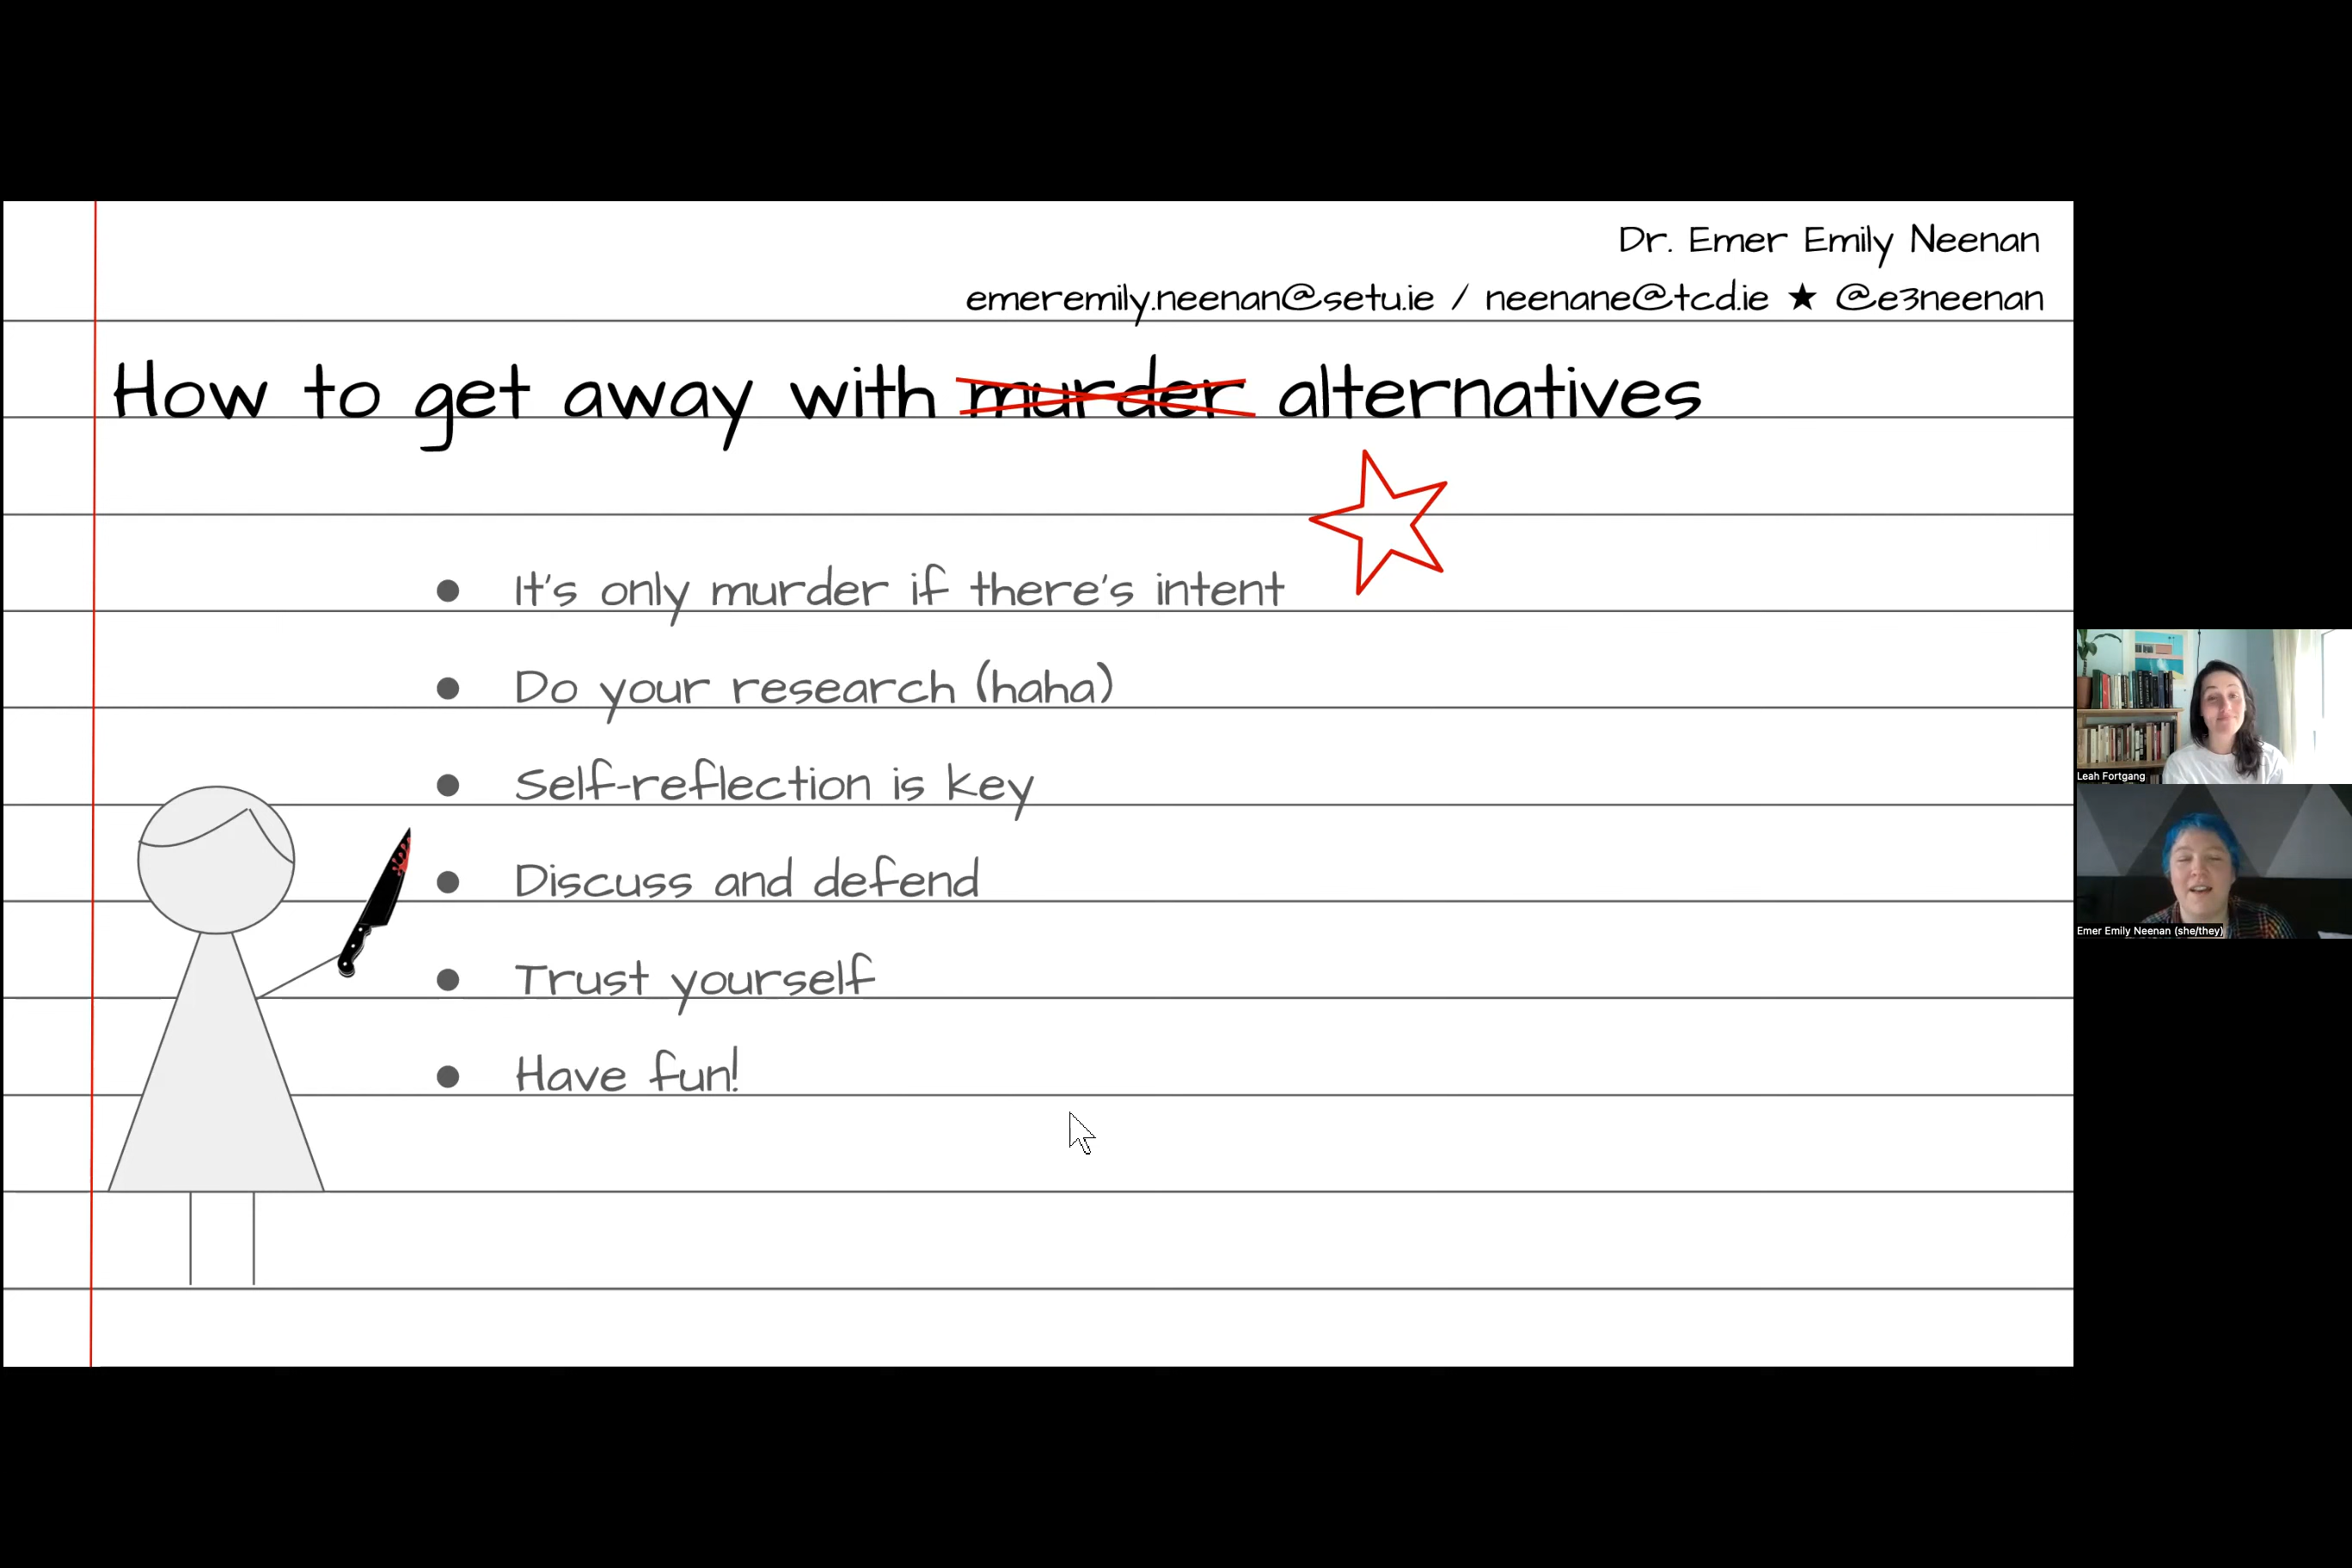 Dr. Emer Emily Neenan
emeremily.neenan@setu.ie / neenane@tcd.ie ★ @e3neenan
How to get away with murder alternatives
● It's only murder if there's intent
● Do your research (haha)
● Self-reflection is key
● Discuss and defend
● Trust yourself
● Have fun!
Leah Fortgang
Emer Emily Neenan (she/they)